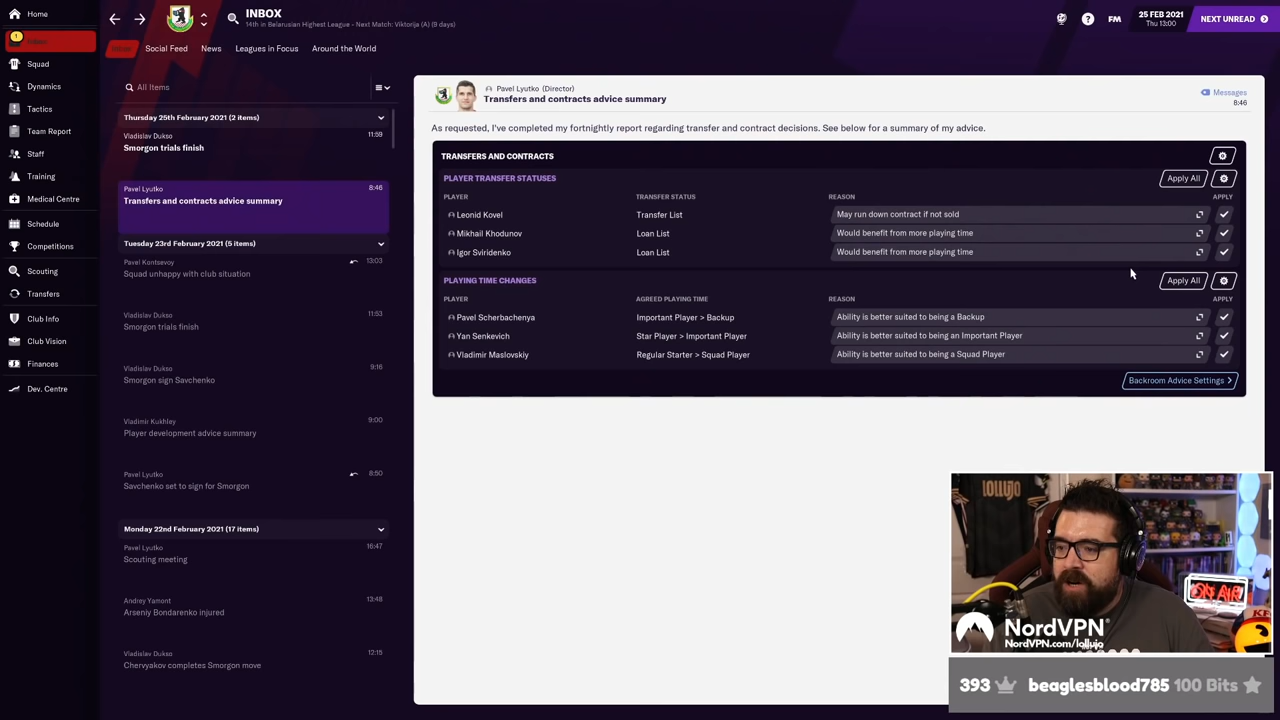 Home
INBOX
14th in Belarusian Highest League - Next Match: Viktorija (A) (9 days)
FM
25 FEB 2021
Thu 13:00
NEXT UNREAD
1
Inbox
Social Feed
News
Leagues in Focus
Around the World
Squad
Dynamics
Tactics
Team Report
Staff
Training
Medical Centre
Schedule
Competitions
Scouting
Transfers
Club Info
Club Vision
Finances
Dev. Centre
All Items
Thursday 25th February 2021 (2 items)
Vladislav Dukso 11:59
Smorgon trials finish
Pavel Lyutko 8:46
Transfers and contracts advice summary
Tuesday 23rd February 2021 (5 items)
Pavel Kontsevoy 13:03
Squad unhappy with club situation
Vladislav Dukso 11:53
Smorgon trials finish
Vladislav Dukso 9:16
Smorgon sign Savchenko
Vladimir Kukhley 9:00
Player development advice summary
Pavel Lyutko 8:50
Savchenko set to sign for Smorgon
Monday 22nd February 2021 (17 items)
Pavel Lyutko 16:47
Scouting meeting
Andrey Yamont 13:48
Arseniy Bondarenko injured
Vladislav Dukso 12:15
Chervyakov completes Smorgon move
Pavel Lyutko (Director)
Transfers and contracts advice summary
Messages
8:46
As requested, I've completed my fortnightly report regarding transfer and contract decisions. See below for a summary of my advice.
TRANSFERS AND CONTRACTS
PLAYER TRANSFER STATUSES Apply All
PLAYER TRANSFER STATUS REASON APPLY
Leonid Kovel Transfer List May run down contract if not sold
Mikhail Khodunov Loan List Would benefit from more playing time
Igor Sviridenko Loan List Would benefit from more playing time
PLAYING TIME CHANGES Apply All
PLAYER AGREED PLAYING TIME REASON APPLY
Pavel Scherbachenya Important Player > Backup Ability is better suited to being a Backup
Yan Senkevich Star Player > Important Player Ability is better suited to being an Important Player
Vladimir Maslovskiy Regular Starter > Squad Player Ability is better suited to being a Squad Player
Backroom Advice Settings
lollujo
ON AIR
NordVPN®
NordVPN.com/lollujo
393 beaglesblood785 100 Bits